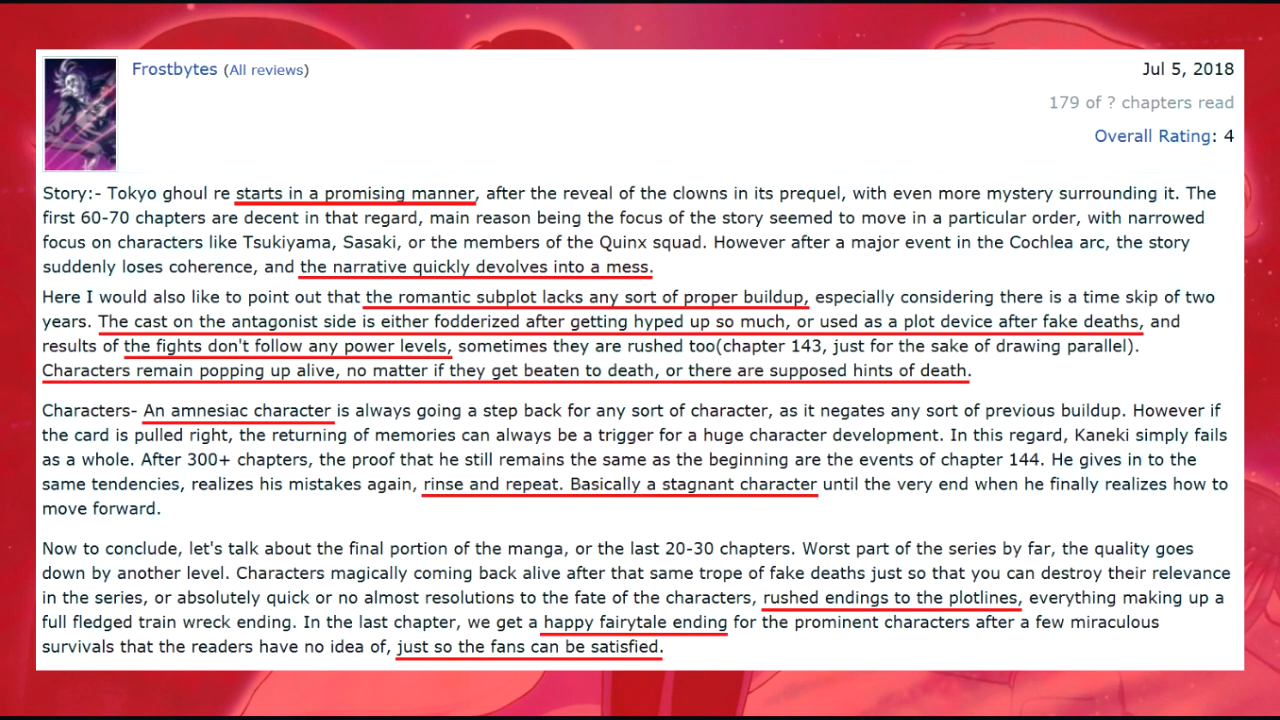 Frostbytes (All reviews)
Jul 5, 2018
179 of ? chapters read
Overall Rating: 4
Story:- Tokyo ghoul re starts in a promising manner, after the reveal of the clowns in its prequel, with even more mystery surrounding it. The
first 60-70 chapters are decent in that regard, main reason being the focus of the story seemed to move in a particular order, with narrowed
focus on characters like Tsukiyama, Sasaki, or the members of the Quinx squad. However after a major event in the Cochlea arc, the story
suddenly loses coherence, and the narrative quickly devolves into a mess.
Here I would also like to point out that the romantic subplot lacks any sort of proper buildup, especially considering there is a time skip of two
years. The cast on the antagonist side is either fodderized after getting hyped up so much, or used as a plot device after fake deaths, and
results of the fights don't follow any power levels, sometimes they are rushed too(chapter 143, just for the sake of drawing parallel).
Characters remain popping up alive, no matter if they get beaten to death, or there are supposed hints of death.
Characters- An amnesiac character is always going a step back for any sort of character, as it negates any sort of previous buildup. However if
the card is pulled right, the returning of memories can always be a trigger for a huge character development. In this regard, Kaneki simply fails
as a whole. After 300+ chapters, the proof that he still remains the same as the beginning are the events of chapter 144. He gives in to the
same tendencies, realizes his mistakes again, rinse and repeat. Basically a stagnant character until the very end when he finally realizes how to
move forward.
Now to conclude, let's talk about the final portion of the manga, or the last 20-30 chapters. Worst part of the series by far, the quality goes
down by another level. Characters magically coming back alive after that same trope of fake deaths just so that you can destroy their relevance
in the series, or absolutely quick or no almost resolutions to the fate of the characters, rushed endings to the plotlines, everything making up a
full fledged train wreck ending. In the last chapter, we get a happy fairytale ending for the prominent characters after a few miraculous
survivals that the readers have no idea of, just so the fans can be satisfied.